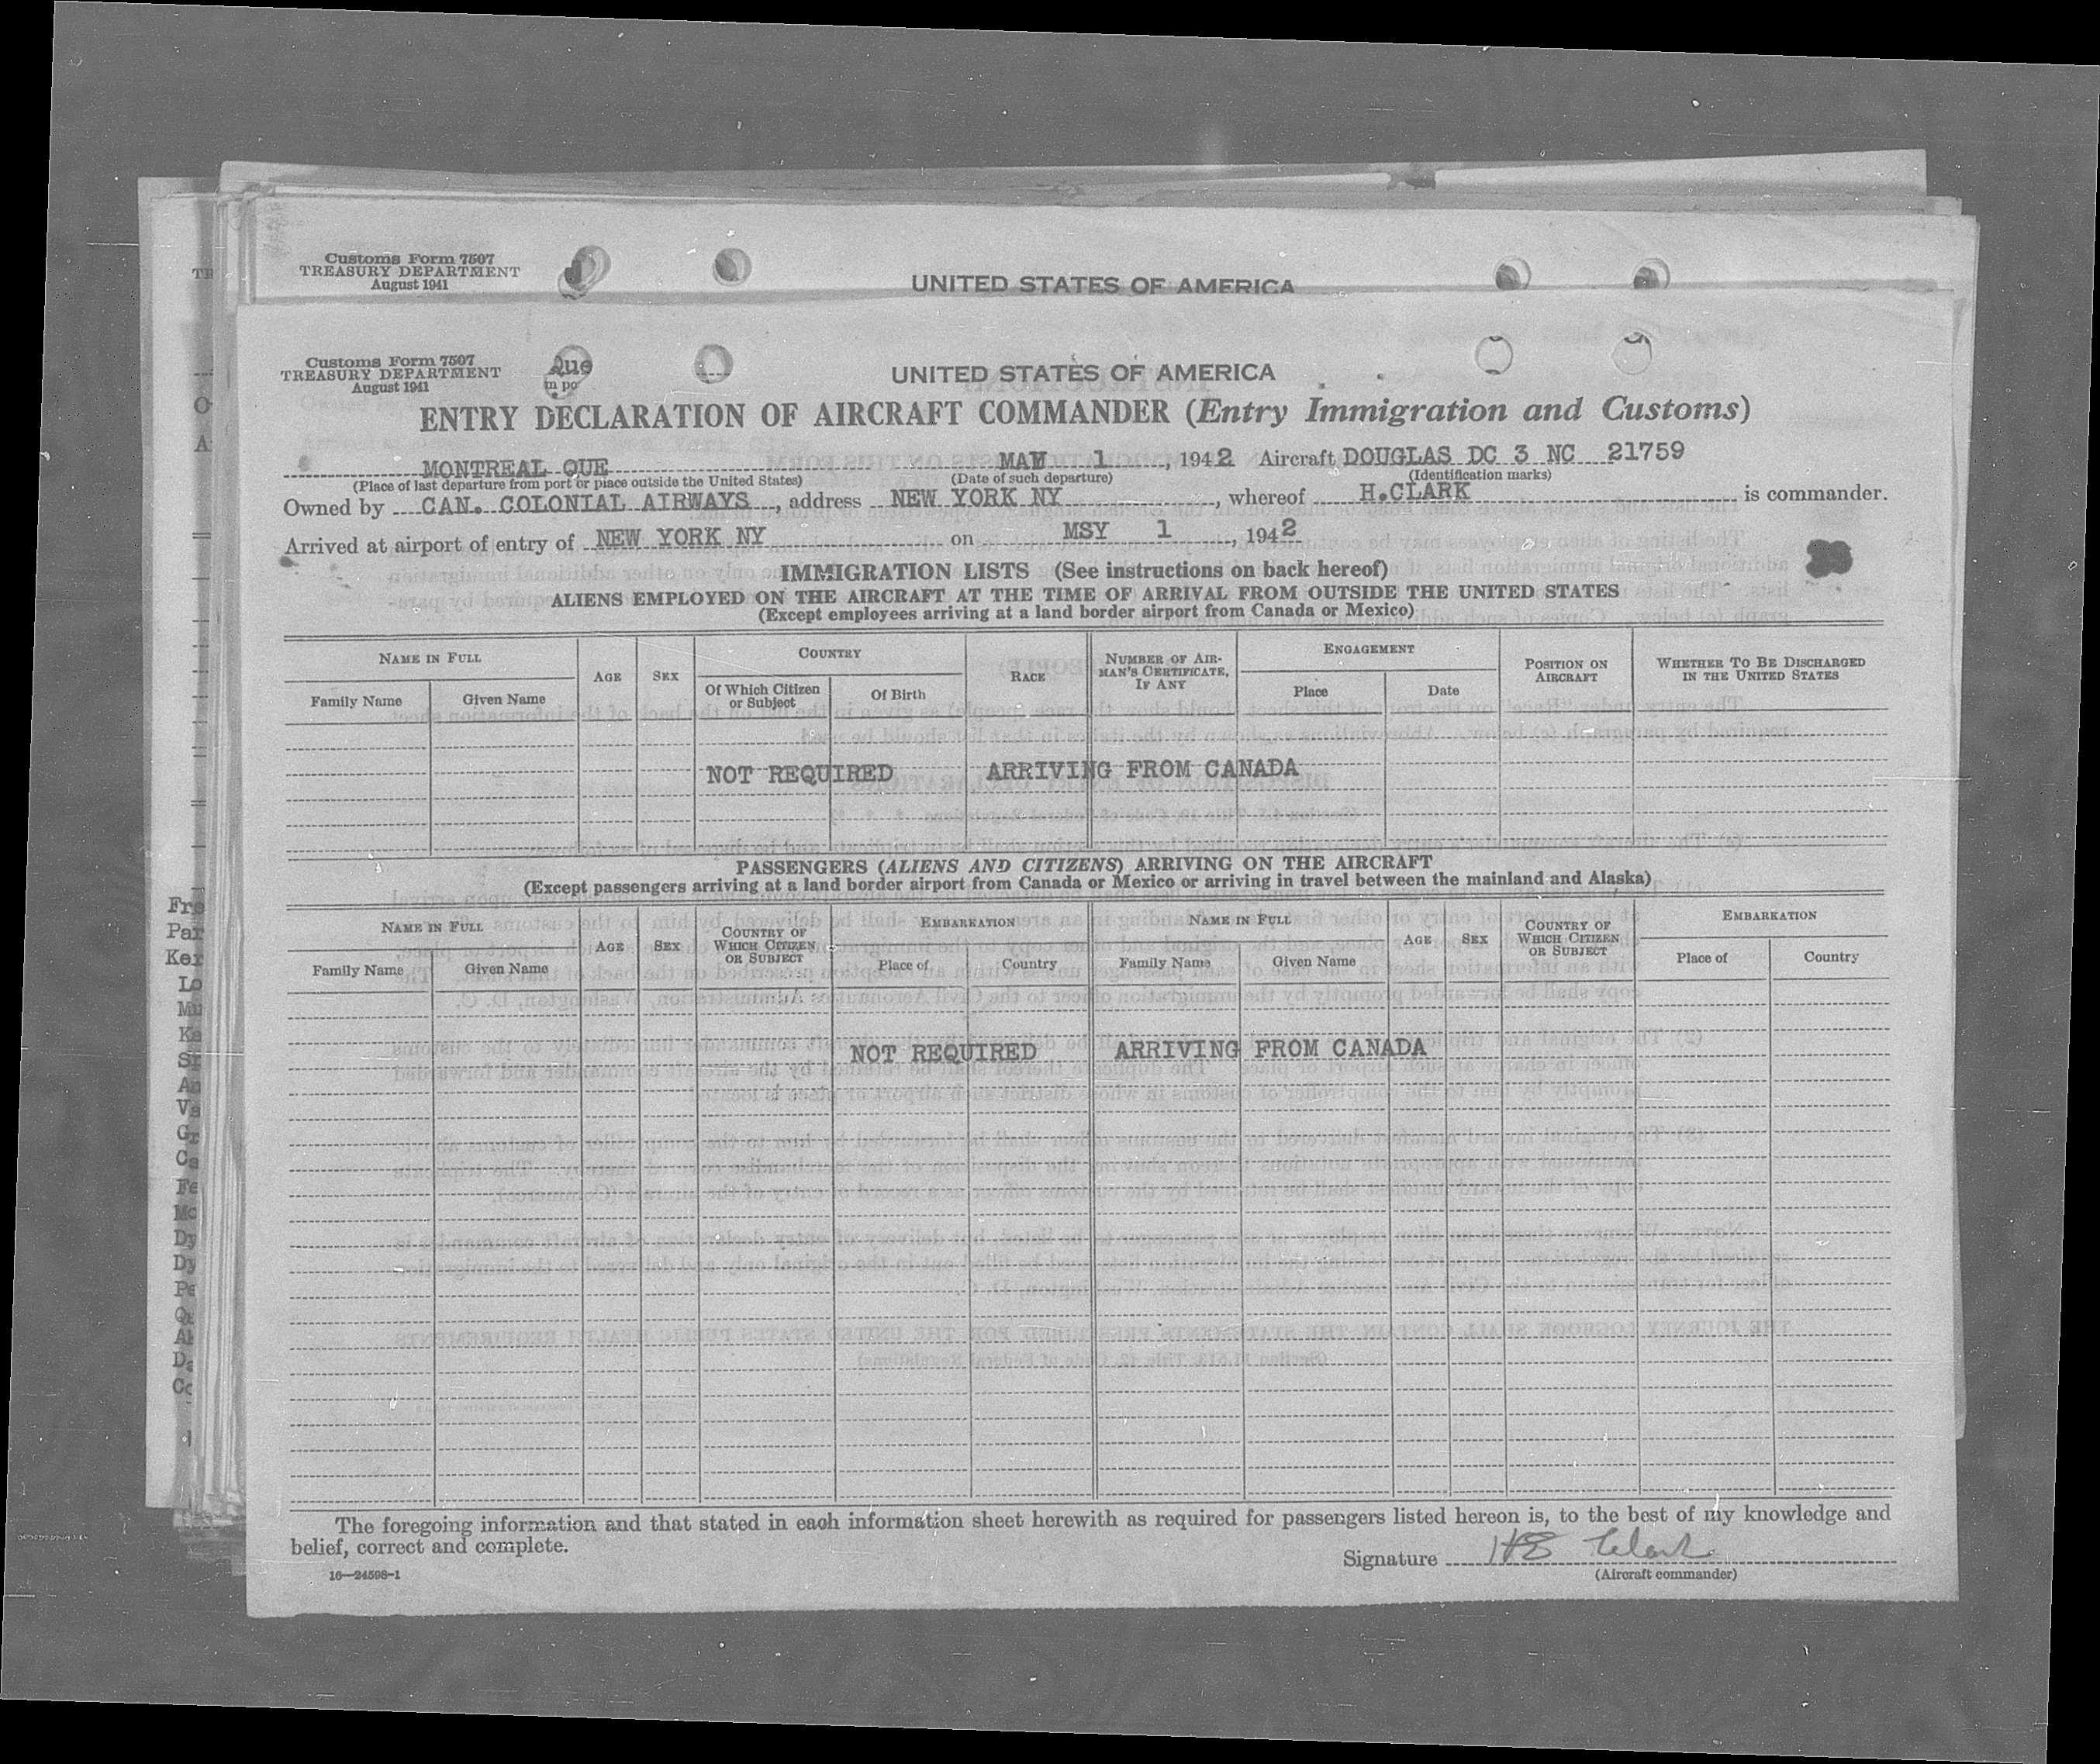 Customs Form 7507
TREASURY DEPARTMENT
August 1941
UNITED STATES OF AMERICA
Customs Form 7507
TREASURY DEPARTMENT
August 1941
Que
m po
UNITED STATES OF AMERICA
ENTRY DECLARATION OF AIRCRAFT COMMANDER (Entry Immigration and Customs)
MONTREAL QUE MAY 1, 1942 Aircraft DOUGLAS DC 3 NC 21759
(Place of last departure from port or place outside the United States) (Date of such departure) (Identification marks)
Owned by CAN. COLONIAL AIRWAYS, address NEW YORK NY, whereof H.CLARK is commander.
Arrived at airport of entry of NEW YORK NY on MSY 1, 1942
IMMIGRATION LISTS (See instructions on back hereof)
ALIENS EMPLOYED ON THE AIRCRAFT AT THE TIME OF ARRIVAL FROM OUTSIDE THE UNITED STATES
(Except employees arriving at a land border airport from Canada or Mexico)
NAME IN FULL AGE SEX COUNTRY RACE NUMBER OF AIRMAN'S CERTIFICATE, IF ANY ENGAGEMENT POSITION ON AIRCRAFT WHETHER TO BE DISCHARGED IN THE UNITED STATES
Family Name Given Name Of Which Citizen or Subject Of Birth Place Date
NOT REQUIRED ARRIVING FROM CANADA
PASSENGERS (ALIENS AND CITIZENS) ARRIVING ON THE AIRCRAFT
(Except passengers arriving at a land border airport from Canada or Mexico or arriving in travel between the mainland and Alaska)
NAME IN FULL AGE SEX COUNTRY OF WHICH CITIZEN OR SUBJECT EMBARKATION NAME IN FULL AGE SEX COUNTRY OF WHICH CITIZEN OR SUBJECT EMBARKATION
Family Name Given Name Place of Country Family Name Given Name Place of Country
NOT REQUIRED ARRIVING FROM CANADA
The foregoing information and that stated in each information sheet herewith as required for passengers listed hereon is, to the best of my knowledge and
belief, correct and complete.
Signature HB Clark
(Aircraft commander)
16—24598-1